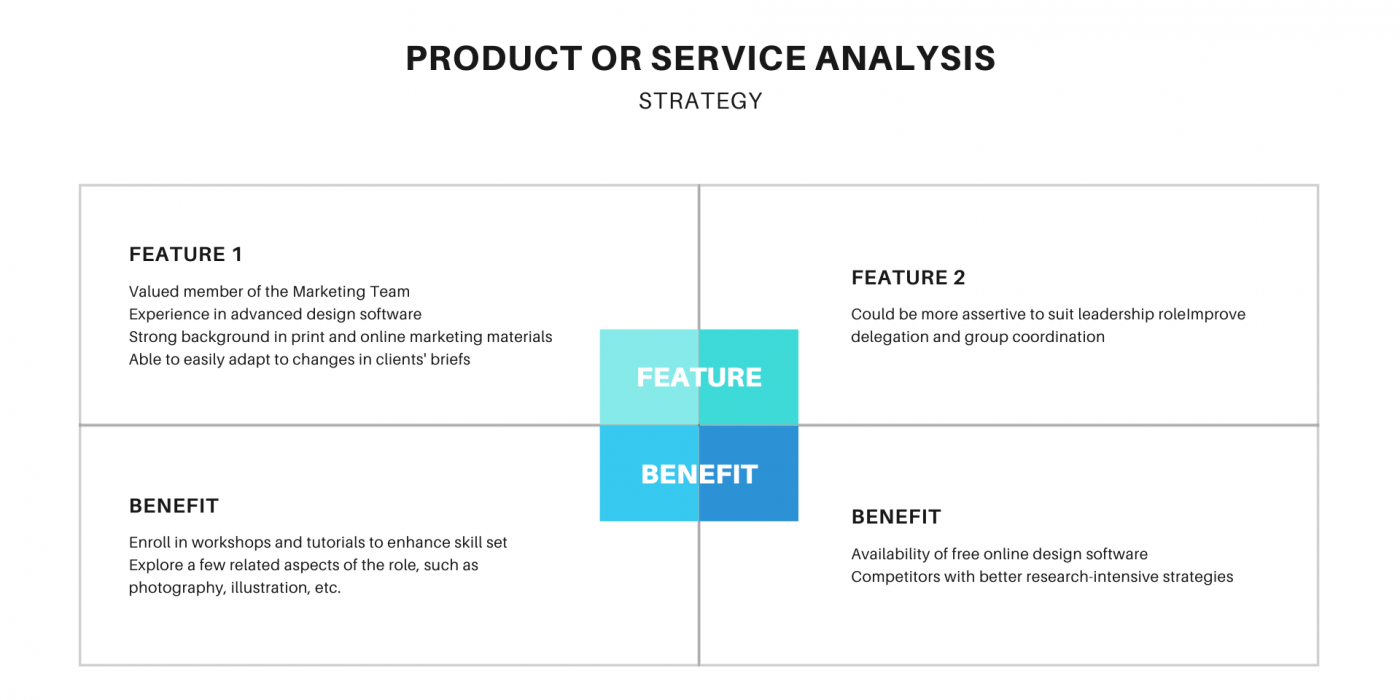 PRODUCT OR SERVICE ANALYSIS
STRATEGY
FEATURE 1
Valued member of the Marketing Team
Experience in advanced design software
Strong background in print and online marketing materials
Able to easily adapt to changes in clients' briefs
FEATURE 2
Could be more assertive to suit leadership roleImprove
delegation and group coordination
FEATURE
BENEFIT
BENEFIT
Enroll in workshops and tutorials to enhance skill set
Explore a few related aspects of the role, such as
photography, illustration, etc.
BENEFIT
Availability of free online design software
Competitors with better research-intensive strategies